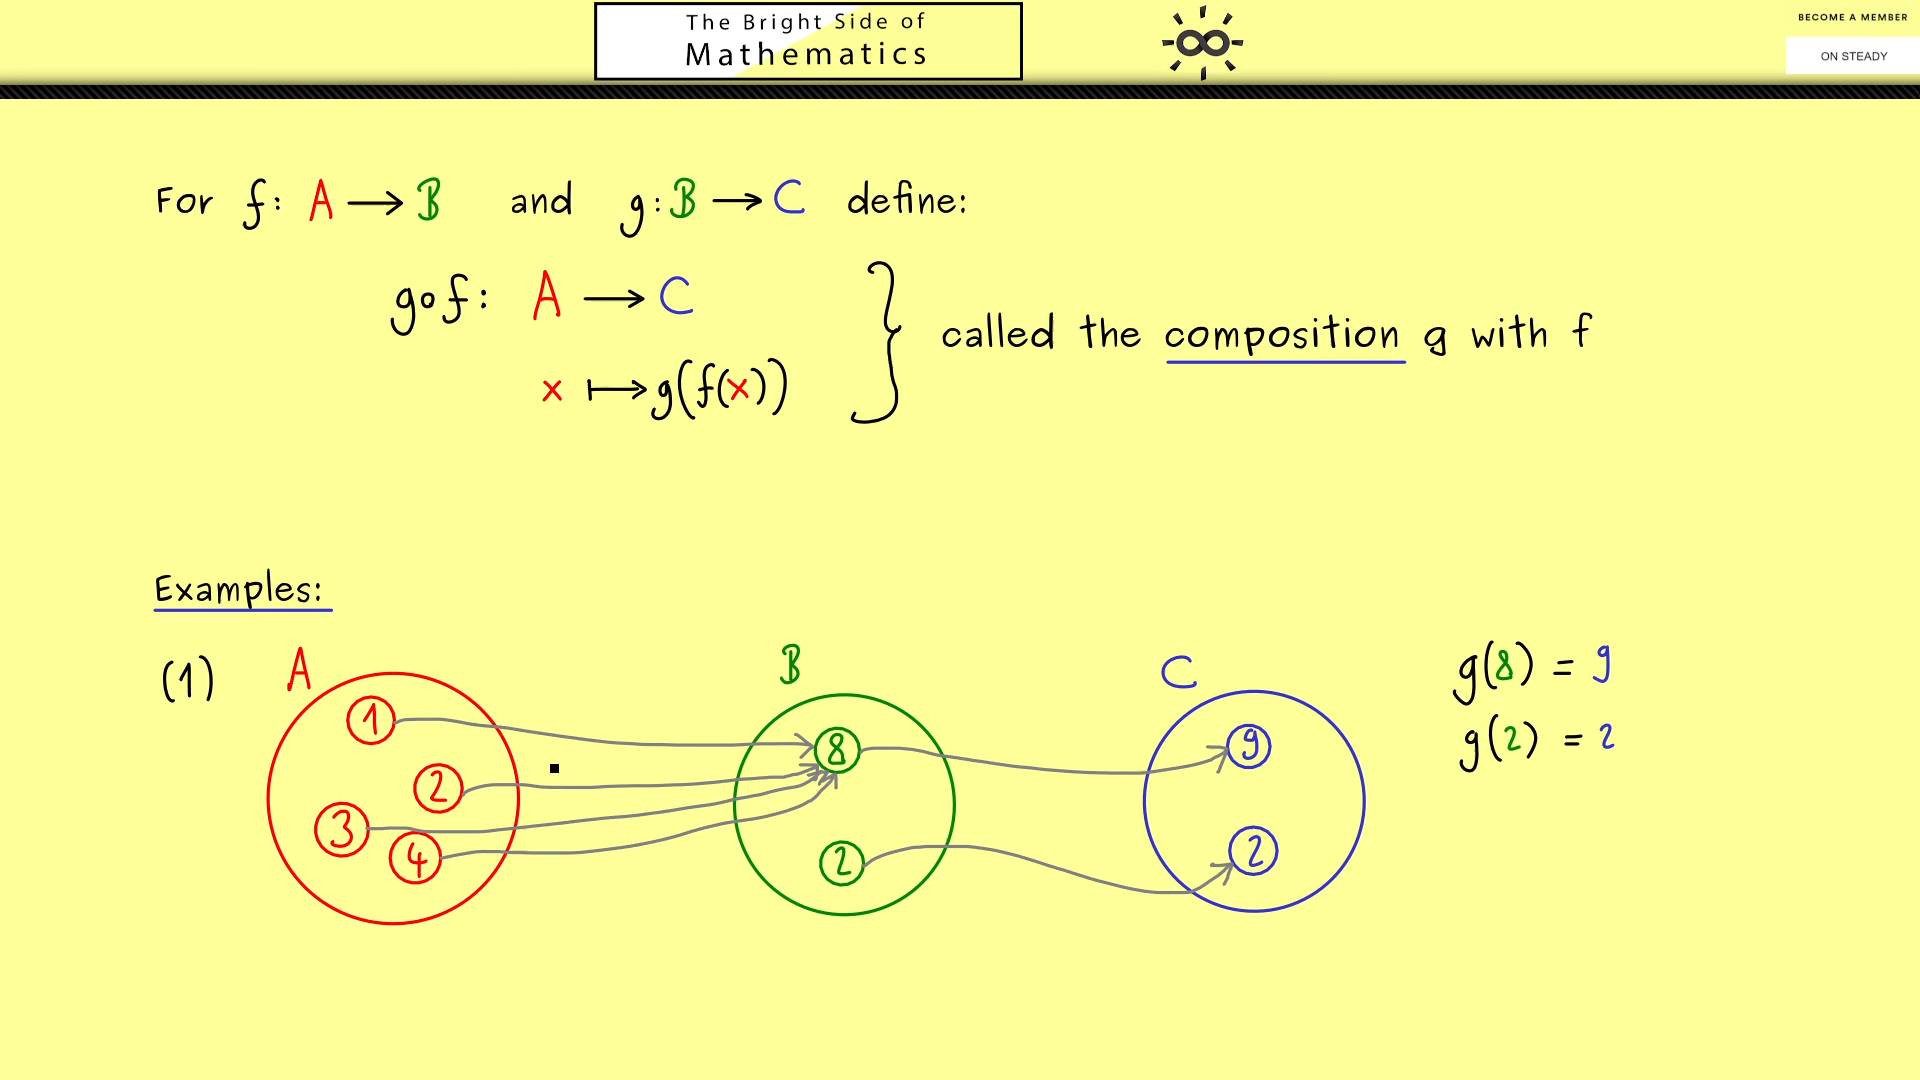 The Bright Side of
Mathematics
BECOME A MEMBER
ON STEADY
For f: A → B and g: B → C define:
g∘f: A → C
x ↦ g(f(x))
called the composition g with f
Examples:
(1) A B C
1 2 3 4
8 2
9 2
g(8) = 9
g(2) = 2